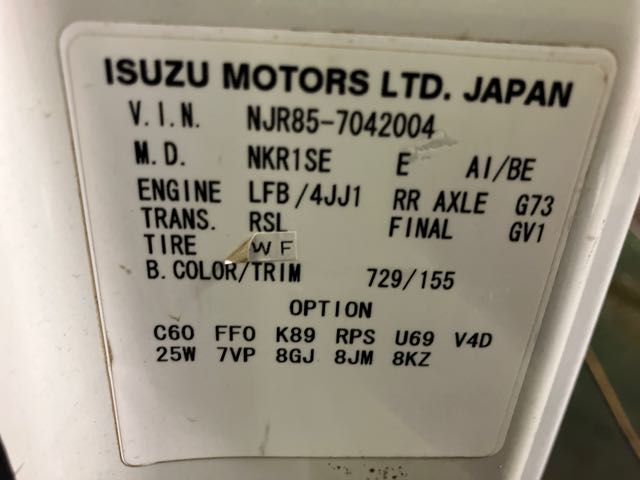 ISUZU MOTORS LTD. JAPAN
V.I.N. NJR85-7042004
M.D. NKR1SE E AI/BE
ENGINE LFB/4JJ1 RR AXLE G73
TRANS. RSL FINAL GV1
TIRE WF
B.COLOR/TRIM 729/155
OPTION
C60 FF0 K89 RPS U69 V4D
25W 7VP 8GJ 8JM 8KZ